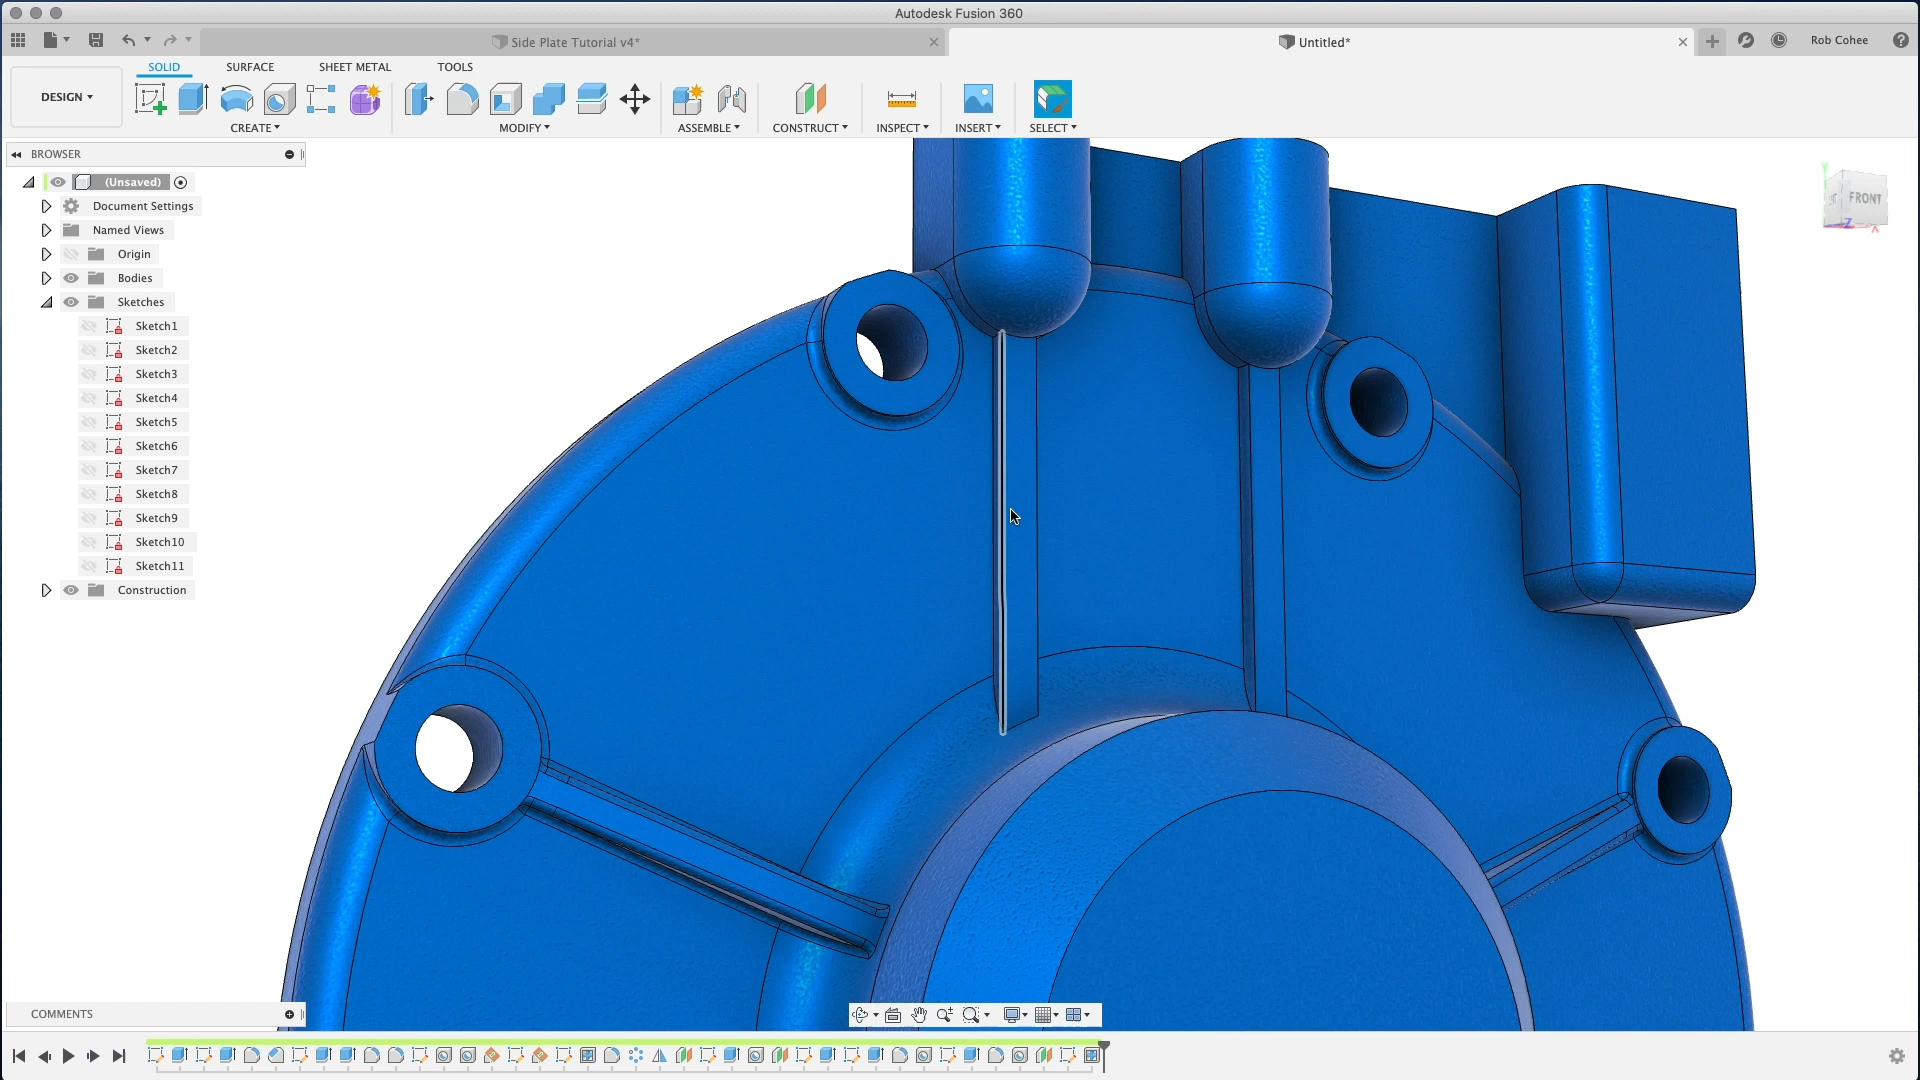 Autodesk Fusion 360
Side Plate Tutorial v4*
Untitled*
Rob Cohee
DESIGN
SOLID
SURFACE
SHEET METAL
TOOLS
CREATE
MODIFY
ASSEMBLE
CONSTRUCT
INSPECT
INSERT
SELECT
BROWSER
(Unsaved)
Document Settings
Named Views
Origin
Bodies
Sketches
Sketch1
Sketch2
Sketch3
Sketch4
Sketch5
Sketch6
Sketch7
Sketch8
Sketch9
Sketch10
Sketch11
Construction
Y
FRONT
Z
X
COMMENTS